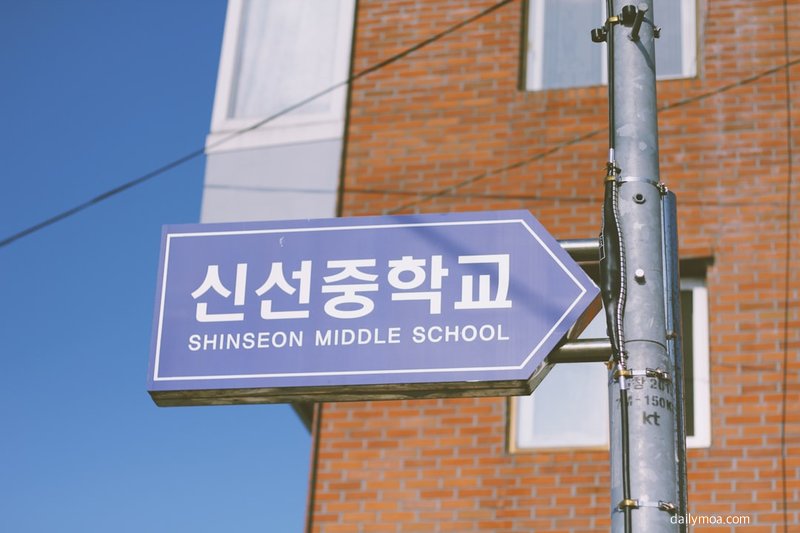 신선중학교
SHINSEON MIDDLE SCHOOL
kt
dailymoa.com